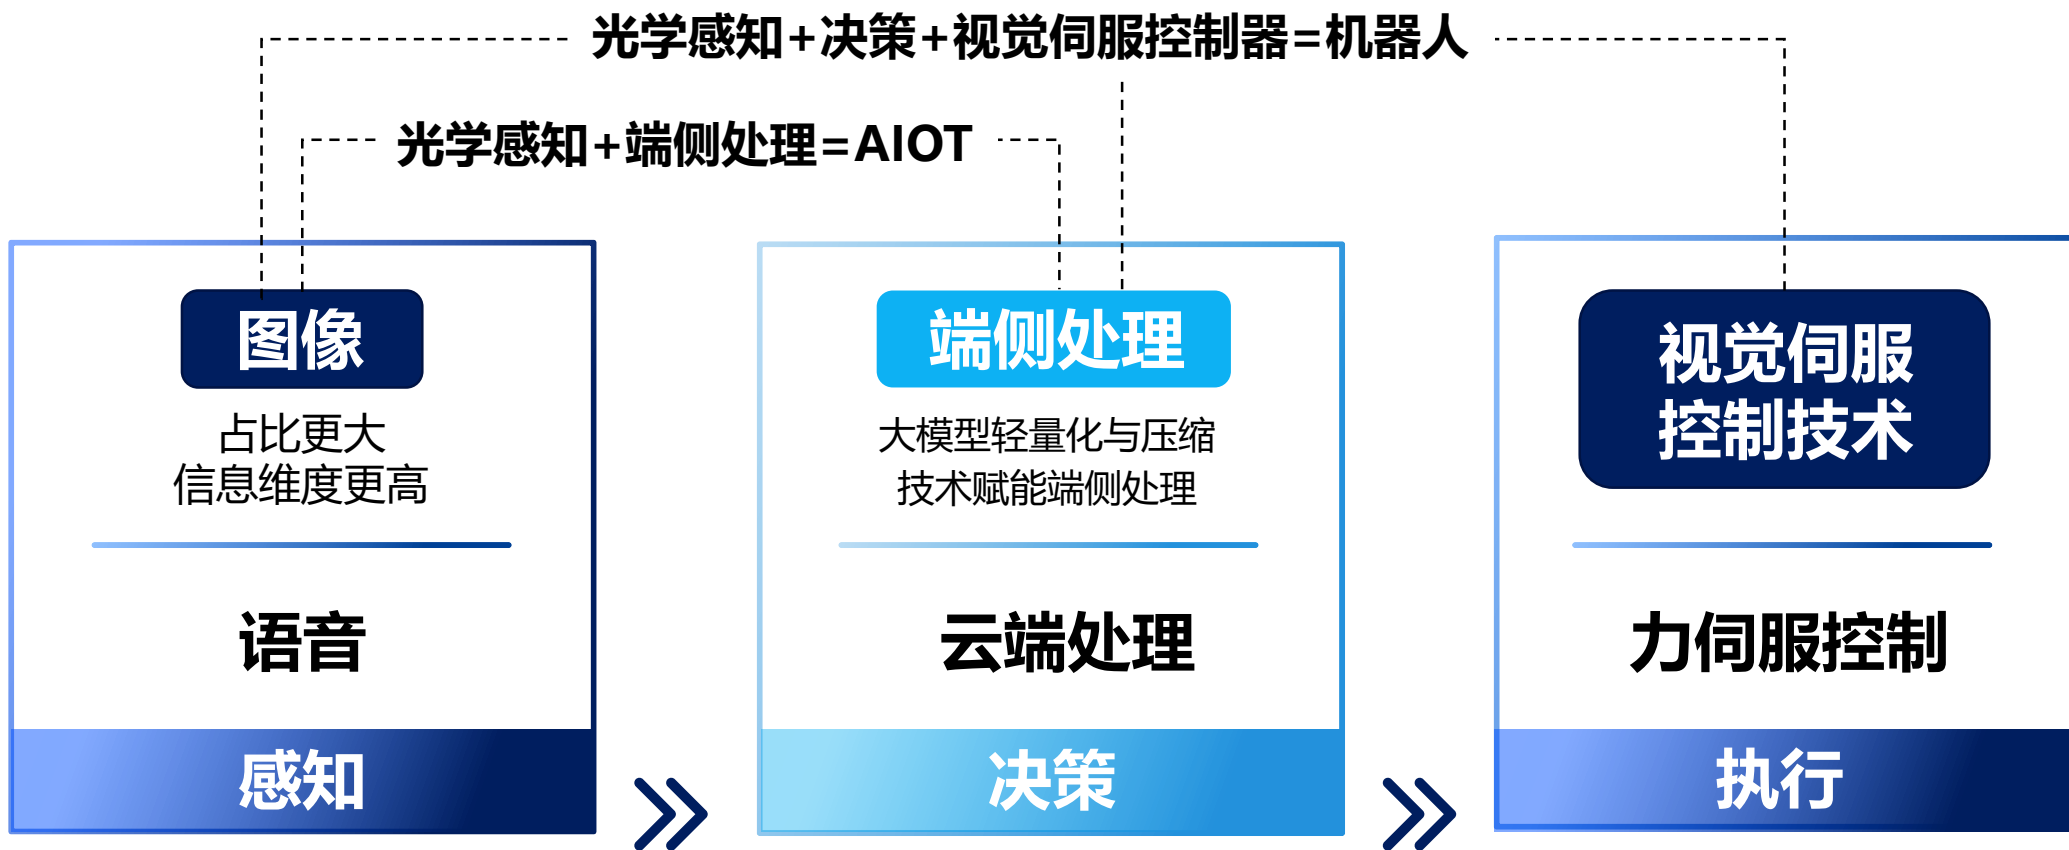 光学感知+决策+视觉伺服控制器=机器人
光学感知+端侧处理=AIOT
图像
占比更大
信息维度更高
语音
感知
端侧处理
大模型轻量化与压缩
技术赋能端侧处理
云端处理
决策
视觉伺服
控制技术
力伺服控制
执行